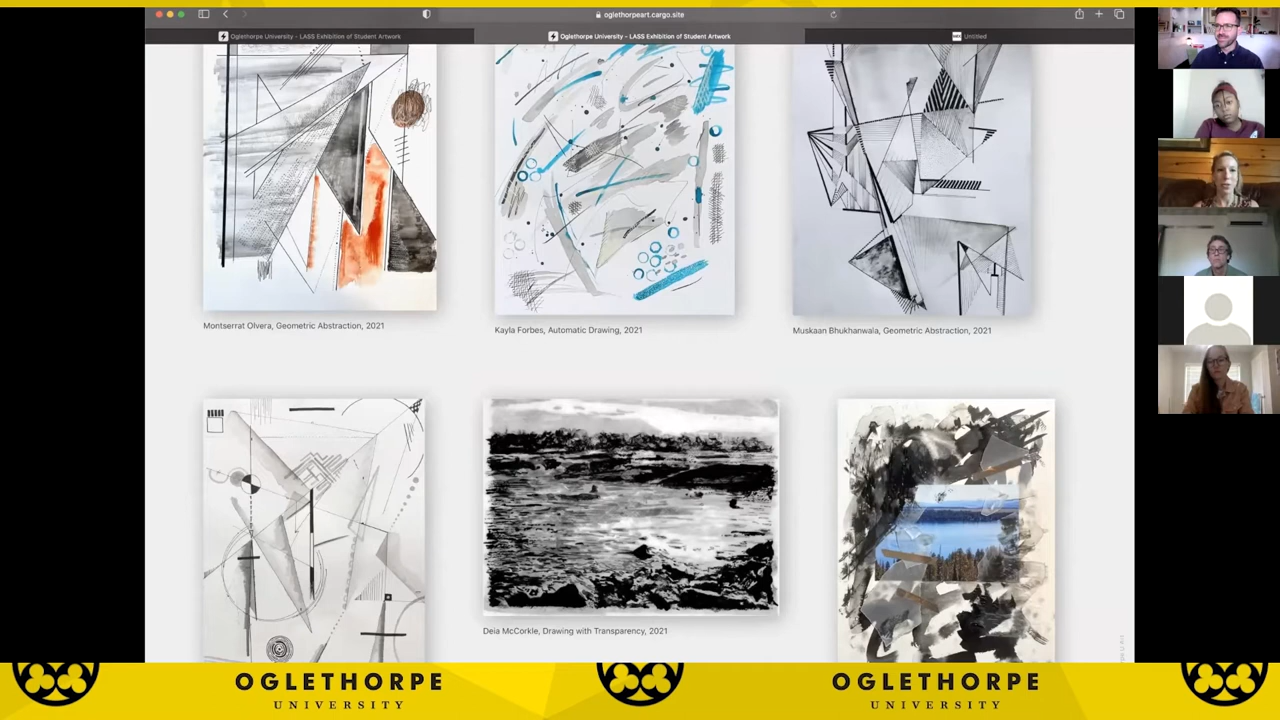 oglethorpeart.cargo.site
Oglethorpe University - LASS Exhibition of Student Artwork
Oglethorpe University - LASS Exhibition of Student Artwork
Untitled
Montserrat Olvera, Geometric Abstraction, 2021
Kayla Forbes, Automatic Drawing, 2021
Muskaan Bhukhanwala, Geometric Abstraction, 2021
Deia McCorkle, Drawing with Transparency, 2021
OGLETHORPE
UNIVERSITY
OGLETHORPE
UNIVERSITY